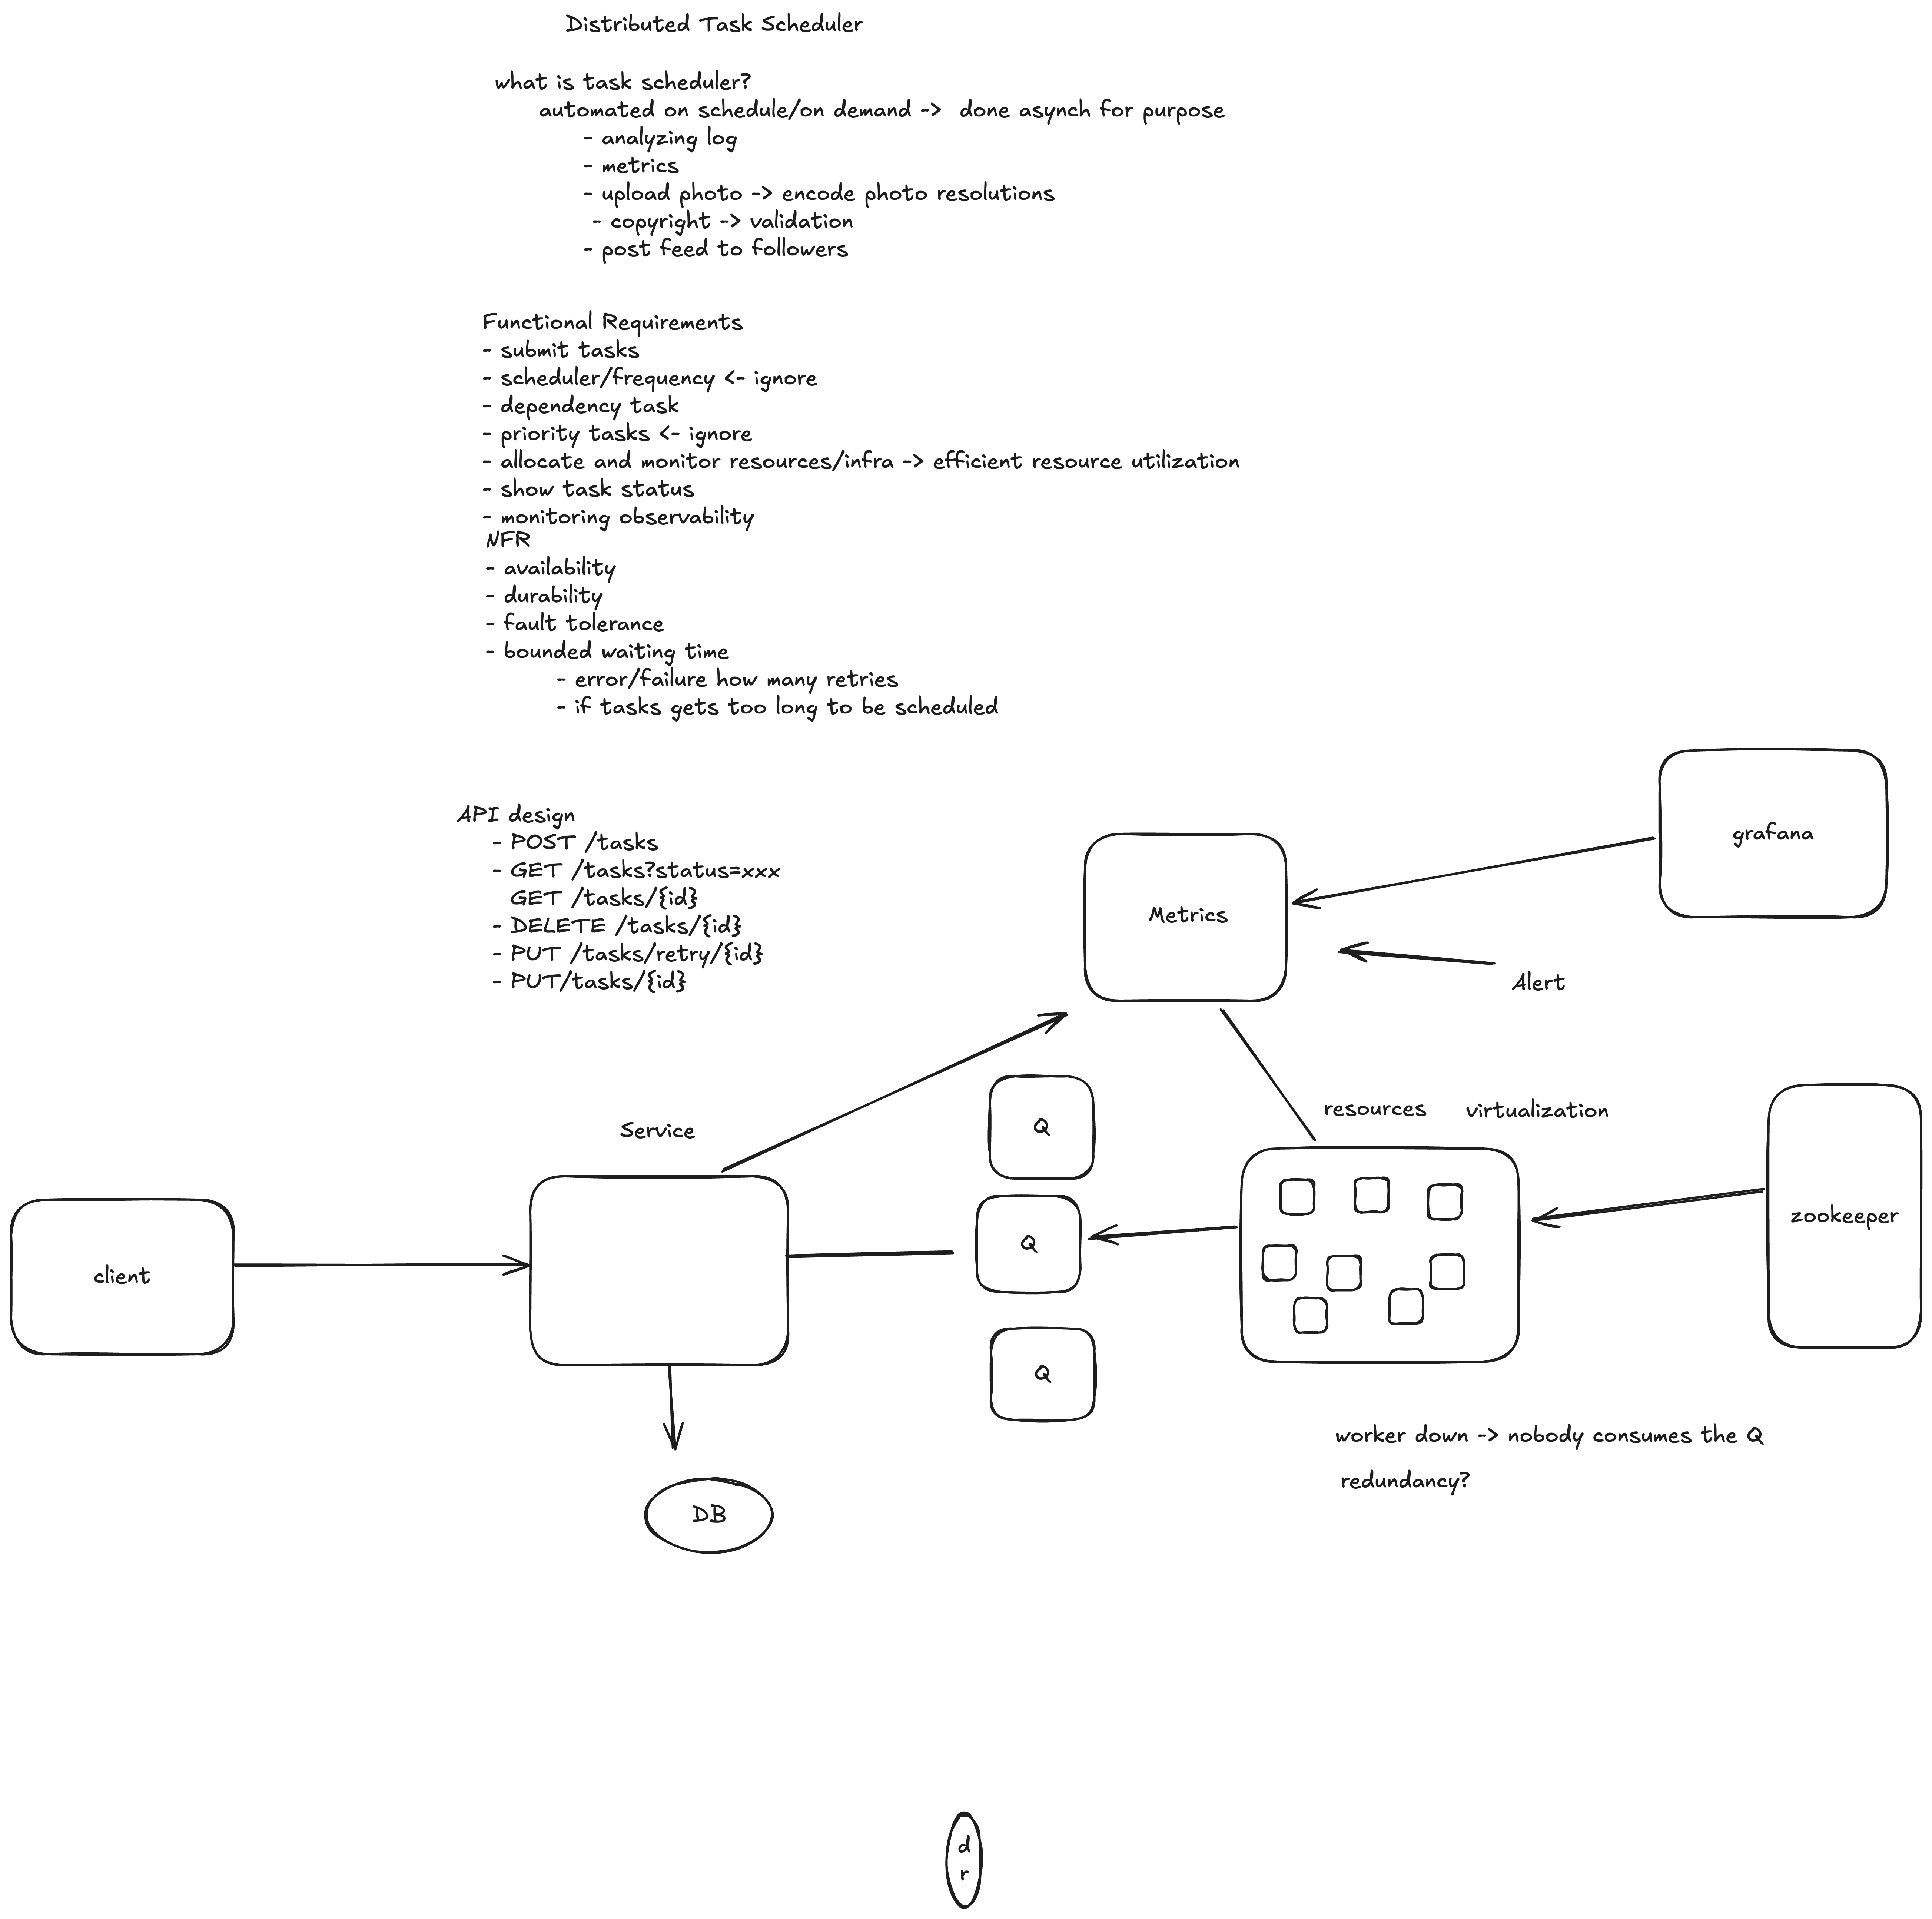 Distributed Task Scheduler
what is task scheduler?
automated on schedule/on demand -> done asynch for purpose
- analyzing log
- metrics
- upload photo -> encode photo resolutions
- copyright -> validation
- post feed to followers
Functional Requirements
- submit tasks
- scheduler/frequency <- ignore
- dependency task
- priority tasks <- ignore
- allocate and monitor resources/infra -> efficient resource utilization
- show task status
- monitoring observability
NFR
- availability
- durability
- fault tolerance
- bounded waiting time
- error/failure how many retries
- if tasks gets too long to be scheduled
API design
- POST /tasks
- GET /tasks?status=xxx
GET /tasks/{id}
- DELETE /tasks/{id}
- PUT /tasks/retry/{id}
- PUT/tasks/{id}
grafana
Metrics
Alert
Service
Q
resources
virtualization
client
Q
zookeeper
Q
worker down -> nobody consumes the Q
redundancy?
DB
d
r